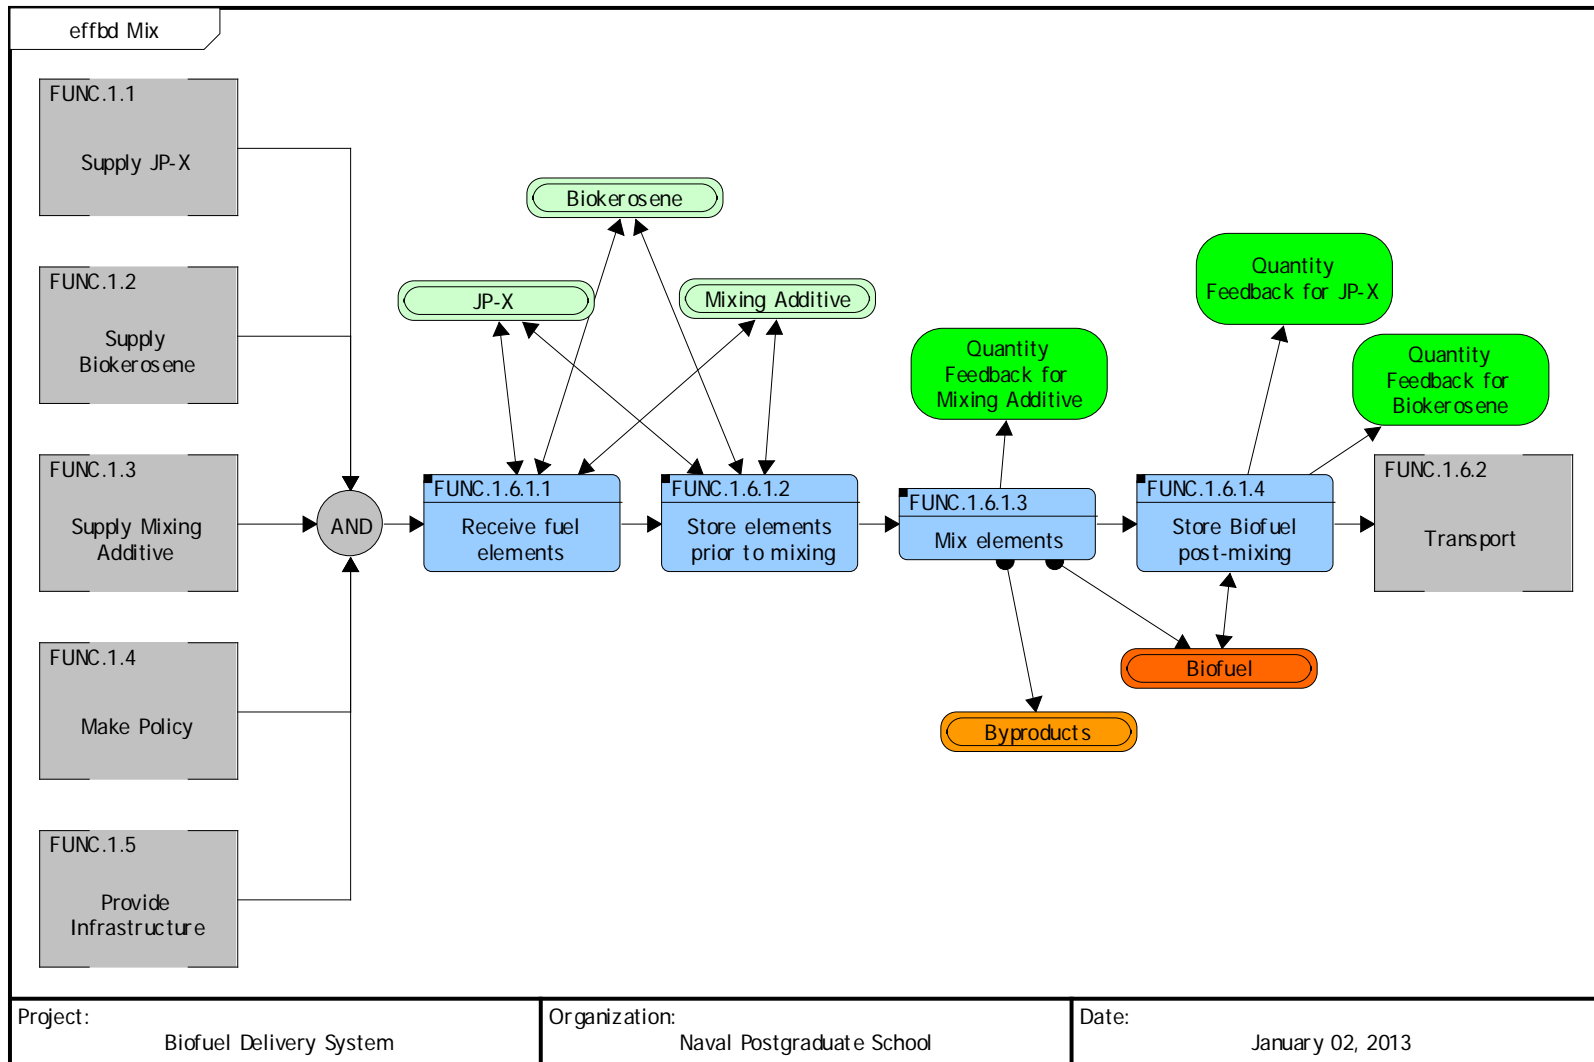 effbd Mix
FUNC.1.1
Supply JP-X
FUNC.1.2
Supply
Biokerosene
FUNC.1.3
Supply Mixing
Additive
FUNC.1.4
Make Policy
FUNC.1.5
Provide
Infrastructure
AND
Biokerosene
JP-X
Mixing Additive
FUNC.1.6.1.1
Receive fuel
elements
FUNC.1.6.1.2
Store elements
prior to mixing
Quantity
Feedback for
Mixing Additive
FUNC.1.6.1.3
Mix elements
Quantity
Feedback for JP-X
Quantity
Feedback for
Biokerosene
FUNC.1.6.1.4
Store Biofuel
post-mixing
FUNC.1.6.2
Transport
Biofuel
Byproducts
Project:
Biofuel Delivery System
Organization:
Naval Postgraduate School
Date:
January 02, 2013